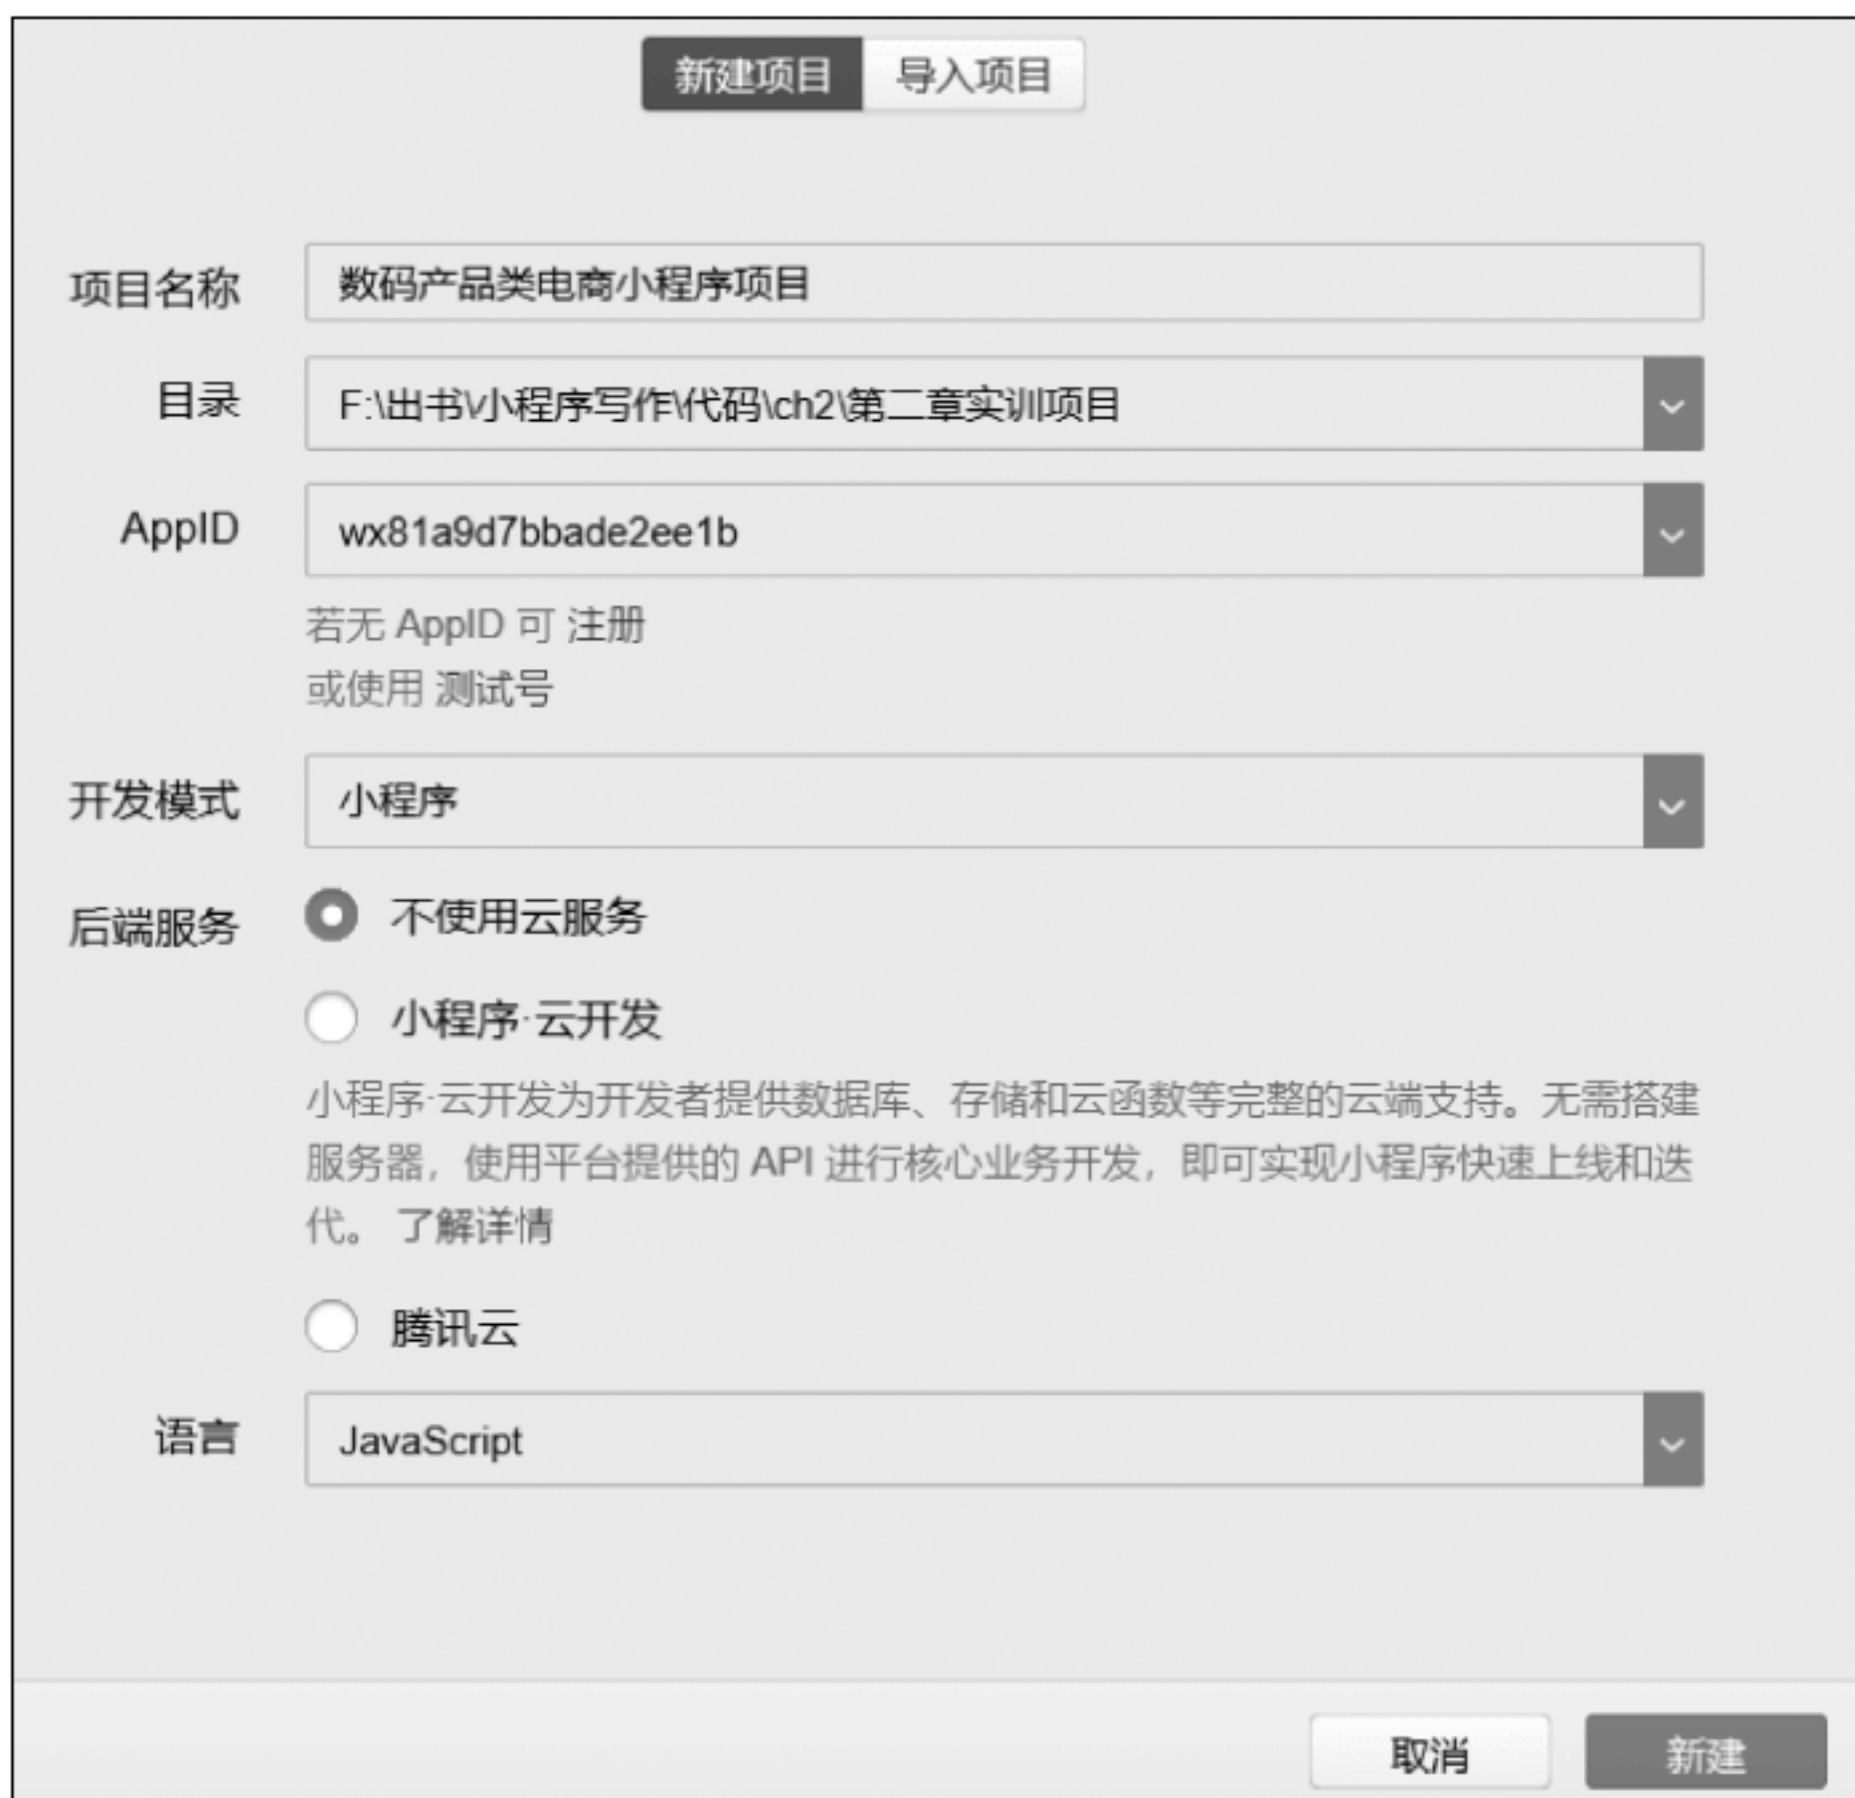 新建项目 导入项目
项目名称 数码产品类电商小程序项目
目录 F:\出书\小程序写作\代码\ch2\第二章实训项目
AppID wx81a9d7bbade2ee1b
若无 AppID 可 注册
或使用 测试号
开发模式 小程序
后端服务 不使用云服务
小程序·云开发
小程序·云开发为开发者提供数据库、存储和云函数等完整的云端支持。无需搭建
服务器，使用平台提供的 API 进行核心业务开发，即可实现小程序快速上线和迭
代。 了解详情
腾讯云
语言 JavaScript
取消 新建